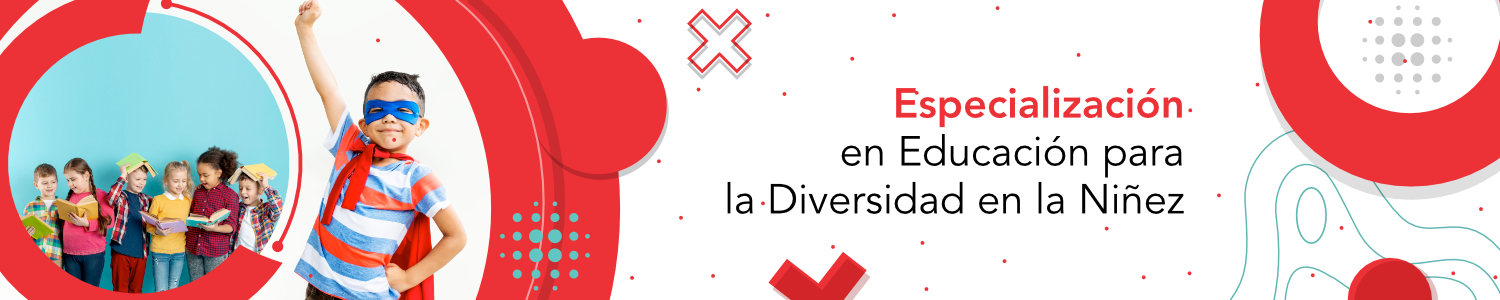 Especialización
en Educación para
la Diversidad en la Niñez